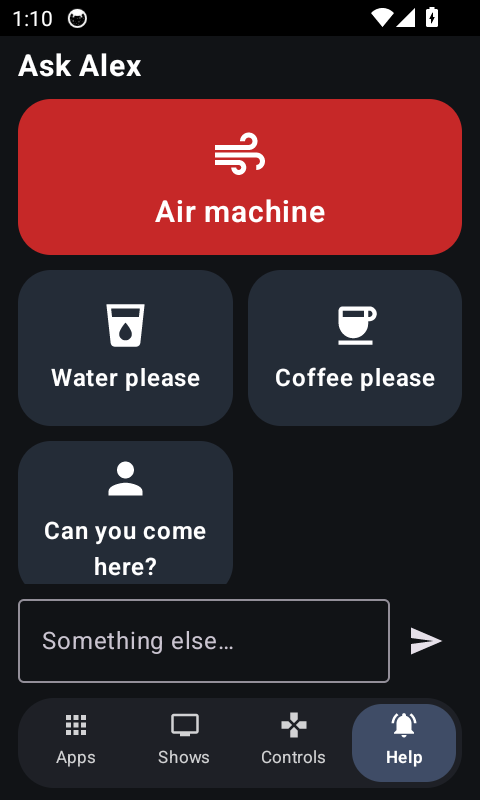 1:10
Ask Alex
Air machine
Water please
Coffee please
Can you come
here?
Something else…
Apps
Shows
Controls
Help